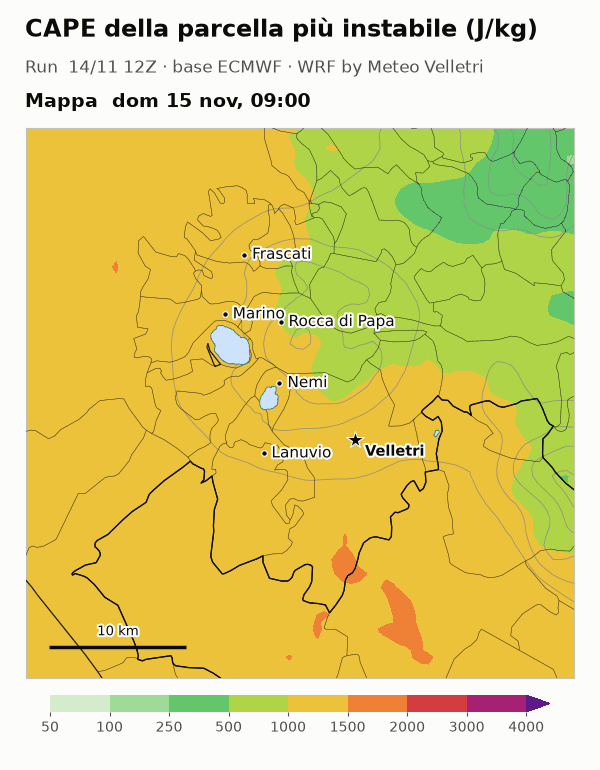 CAPE della parcella più instabile (J/kg)
Run  14/11 12Z · base ECMWF · WRF by Meteo Velletri
Mappa  dom 15 nov, 09:00
Frascati
Marino
Rocca di Papa
Nemi
Velletri
Lanuvio
10 km
50 100 250 500 1000 1500 2000 3000 4000